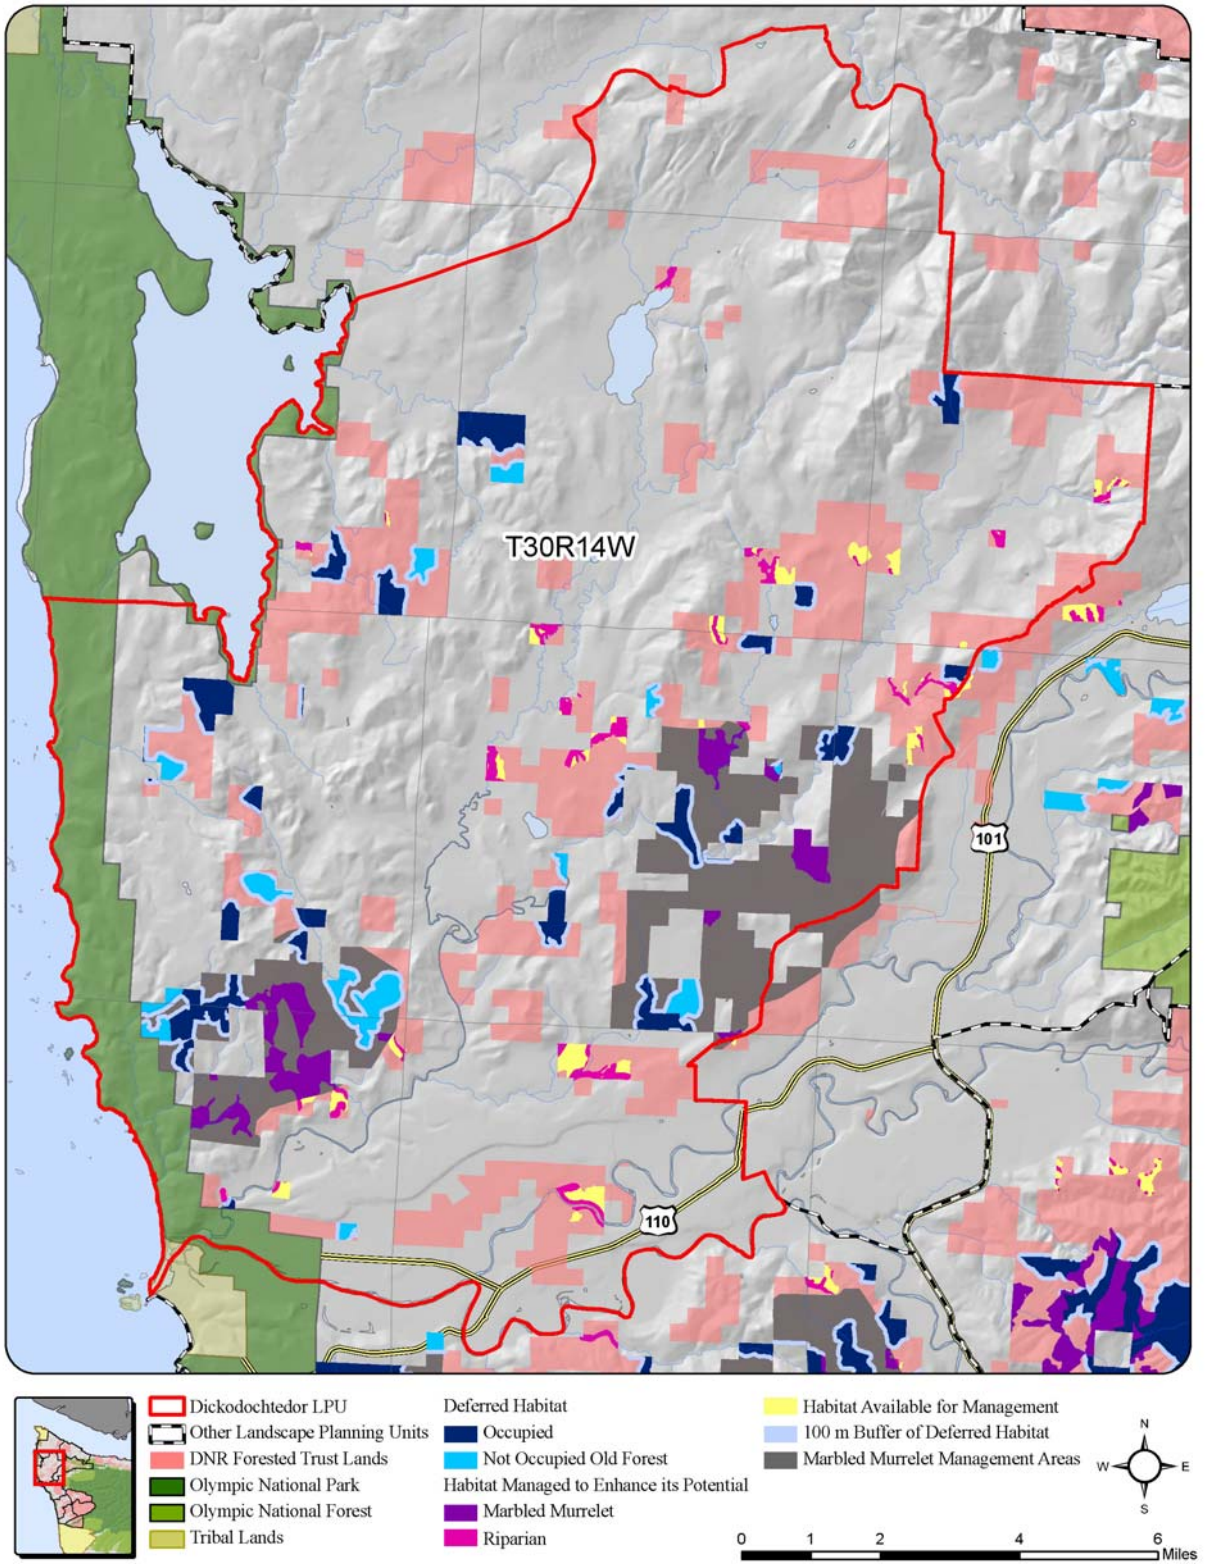 T30R14W
101
110
Dickodochtedor LPU
Other Landscape Planning Units
DNR Forested Trust Lands
Olympic National Park
Olympic National Forest
Tribal Lands
Deferred Habitat
Occupied
Not Occupied Old Forest
Habitat Managed to Enhance its Potential
Marbled Murrelet
Riparian
Habitat Available for Management
100 m Buffer of Deferred Habitat
Marbled Murrelet Management Areas
N
W E
S
0 1 2 4 6
Miles